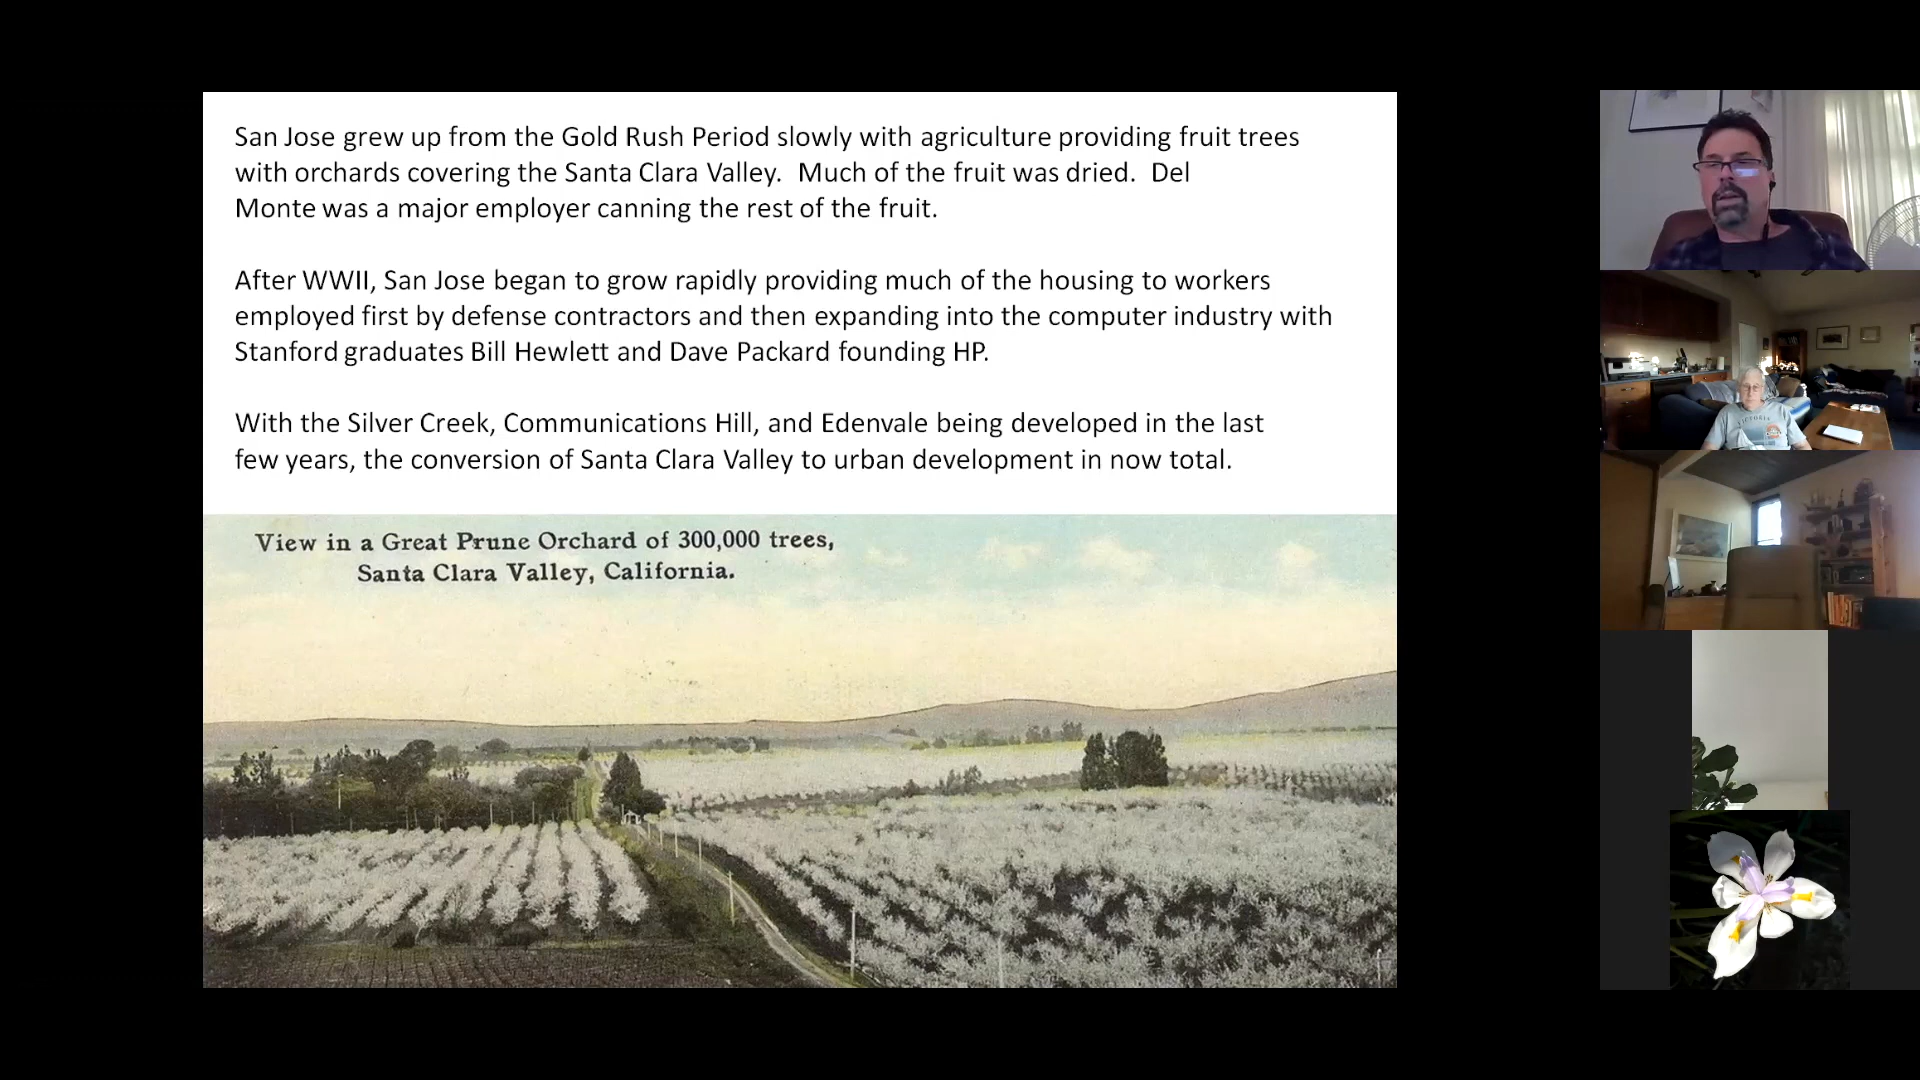 San Jose grew up from the Gold Rush Period slowly with agriculture providing fruit trees
with orchards covering the Santa Clara Valley.  Much of the fruit was dried.  Del
Monte was a major employer canning the rest of the fruit.
After WWII, San Jose began to grow rapidly providing much of the housing to workers
employed first by defense contractors and then expanding into the computer industry with
Stanford graduates Bill Hewlett and Dave Packard founding HP.
With the Silver Creek, Communications Hill, and Edenvale being developed in the last
few years, the conversion of Santa Clara Valley to urban development in now total.
View in a Great Prune Orchard of 300,000 trees,
Santa Clara Valley, California.